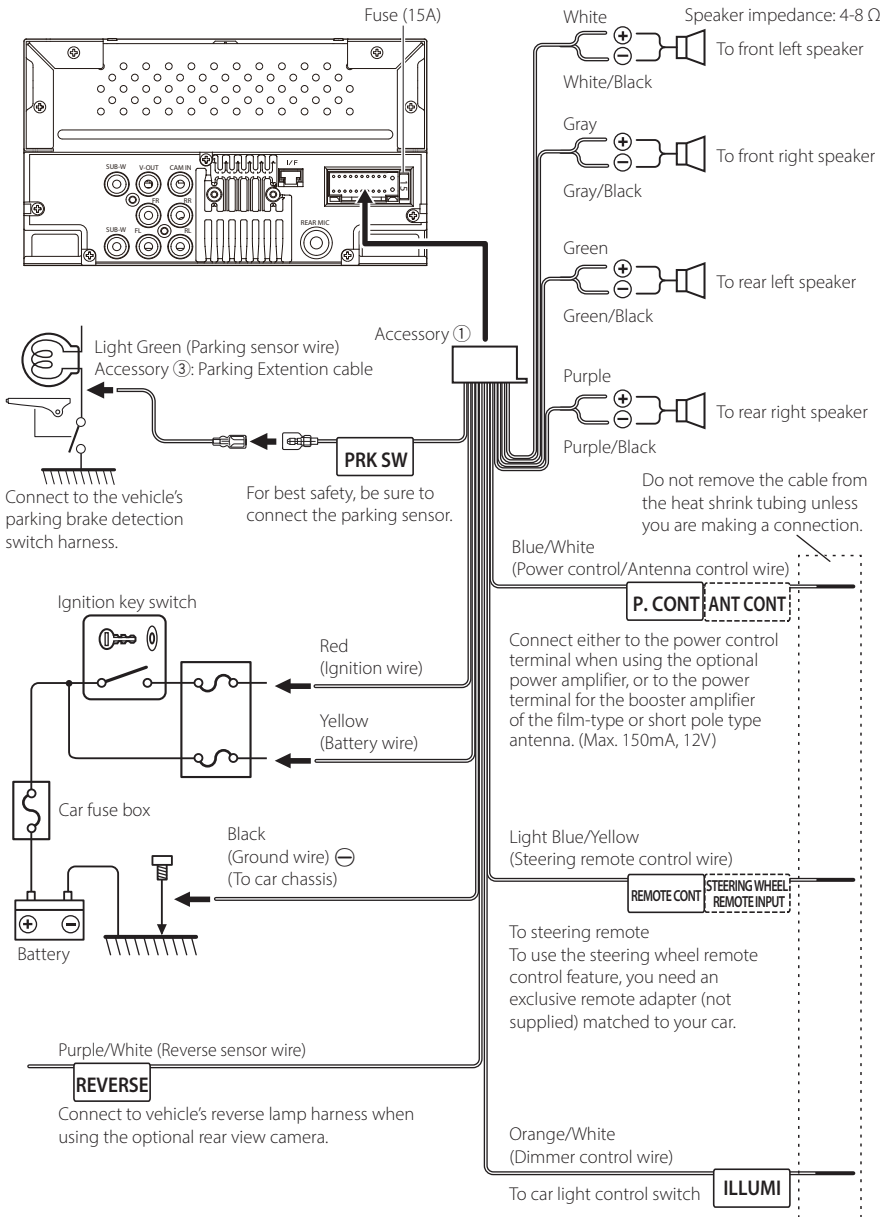 Fuse (15A)
White
Speaker impedance: 4-8 Ω
⊕
⊖
To front left speaker
White/Black
Gray
⊕
⊖
To front right speaker
Gray/Black
Green
⊕
⊖
To rear left speaker
Green/Black
Purple
⊕
⊖
To rear right speaker
Purple/Black
SUB-W
V-OUT
CAM IN
I/F
FR
RR
SUB-W
FL
RL
REAR MIC
15
Accessory ①
Light Green (Parking sensor wire)
Accessory ③: Parking Extention cable
PRK SW
Connect to the vehicle's
parking brake detection
switch harness.
For best safety, be sure to
connect the parking sensor.
Do not remove the cable from
the heat shrink tubing unless
you are making a connection.
Blue/White
(Power control/Antenna control wire)
P. CONT
ANT CONT
Connect either to the power control
terminal when using the optional
power amplifier, or to the power
terminal for the booster amplifier
of the film-type or short pole type
antenna. (Max. 150mA, 12V)
Ignition key switch
Red
(Ignition wire)
Yellow
(Battery wire)
Car fuse box
Black
(Ground wire) ⊖
(To car chassis)
⊕
⊖
Battery
Light Blue/Yellow
(Steering remote control wire)
REMOTE CONT
STEERING WHEEL
REMOTE INPUT
To steering remote
To use the steering wheel remote
control feature, you need an
exclusive remote adapter (not
supplied) matched to your car.
Purple/White (Reverse sensor wire)
REVERSE
Connect to vehicle's reverse lamp harness when
using the optional rear view camera.
Orange/White
(Dimmer control wire)
To car light control switch
ILLUMI